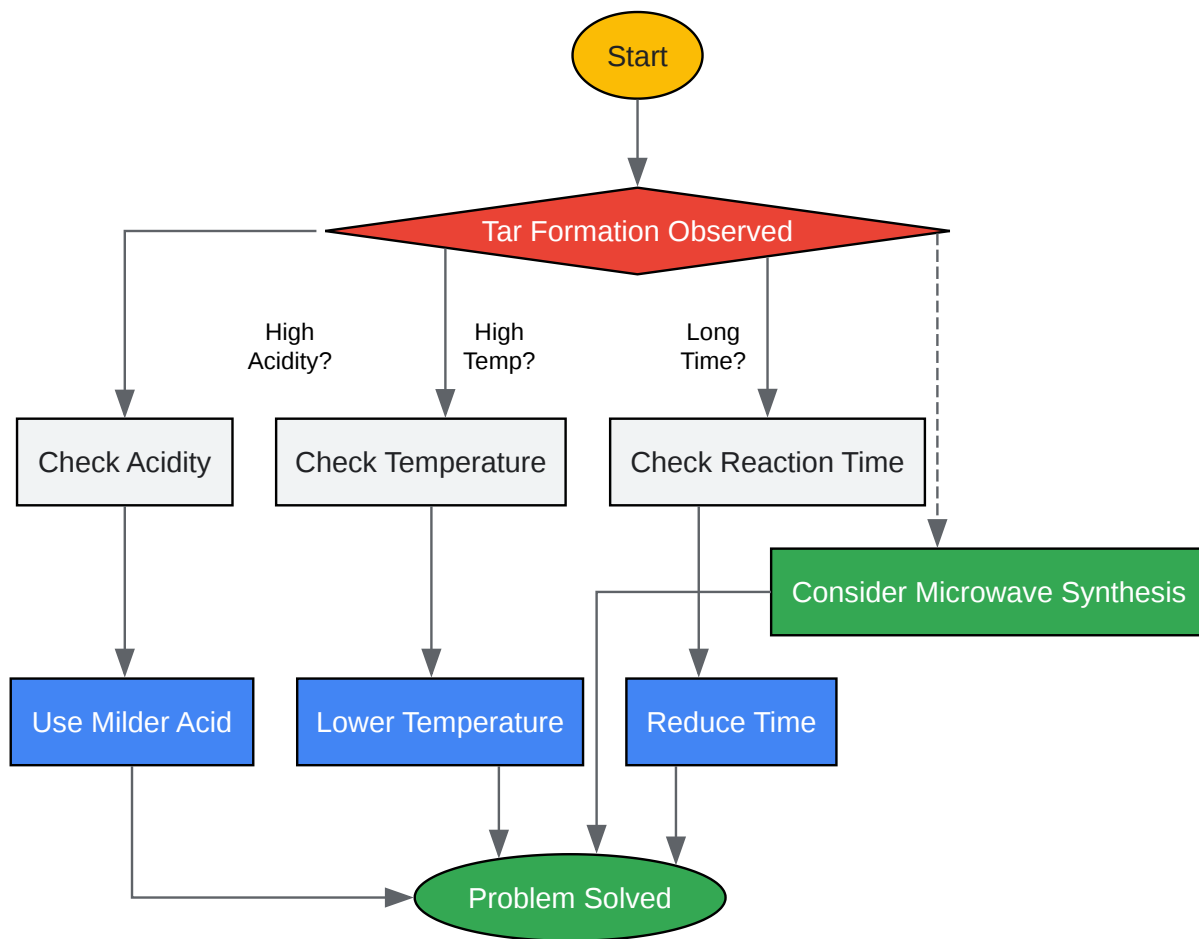 Start
Tar Formation Observed
High
Acidity?
High
Temp?
Long
Time?
Check Acidity
Check Temperature
Check Reaction Time
Consider Microwave Synthesis
Use Milder Acid
Lower Temperature
Reduce Time
Problem Solved